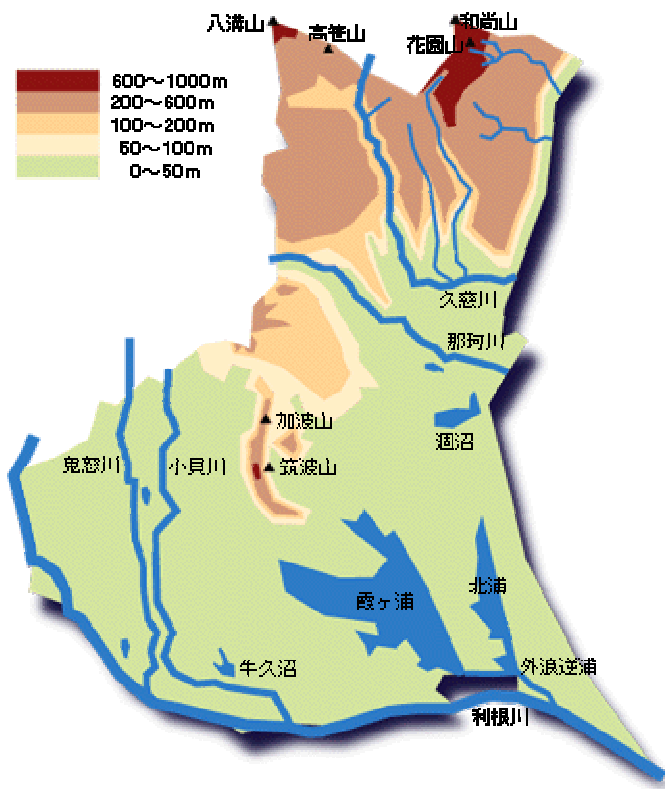 八溝山
高笹山
和尚山
花園山
600～1000m
200～600m
100～200m
50～100m
0～50m
久慈川
那珂川
涸沼
加波山
筑波山
鬼怒川
小貝川
霞ヶ浦
北浦
牛久沼
外浪逆浦
利根川